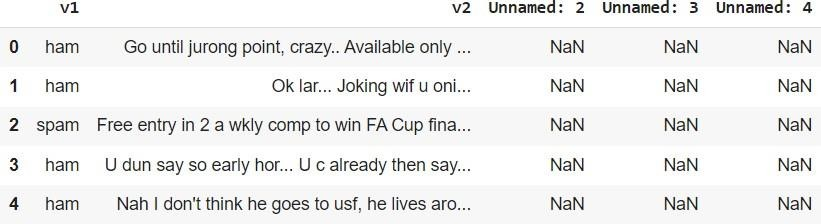 v1 v2 Unnamed: 2 Unnamed: 3 Unnamed: 4
0 ham Go until jurong point, crazy.. Available only ... NaN NaN NaN
1 ham Ok lar... Joking wif u oni... NaN NaN NaN
2 spam Free entry in 2 a wkly comp to win FA Cup fina... NaN NaN NaN
3 ham U dun say so early hor... U c already then say... NaN NaN NaN
4 ham Nah I don't think he goes to usf, he lives aro... NaN NaN NaN